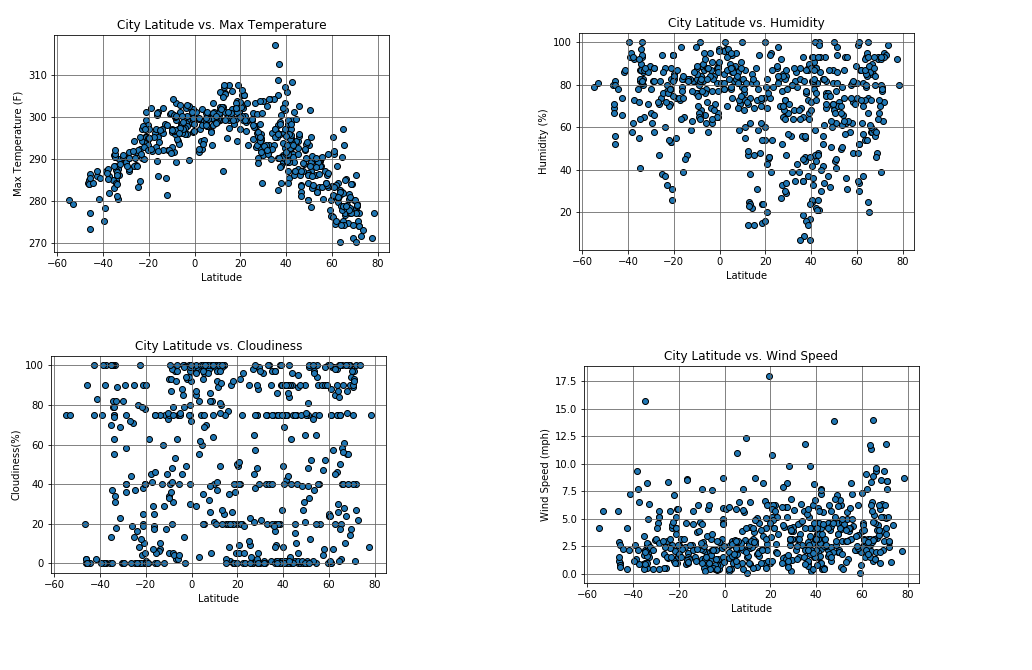 City Latitude vs. Max Temperature
Max Temperature (F)
310
300
290
280
270
−60 −40 −20 0 20 40 60 80
Latitude
City Latitude vs. Humidity
Humidity (%)
100
80
60
40
20
−60 −40 −20 0 20 40 60 80
Latitude
City Latitude vs. Cloudiness
Cloudiness(%)
100
80
60
40
20
0
−60 −40 −20 0 20 40 60 80
Latitude
City Latitude vs. Wind Speed
Wind Speed (mph)
17.5
15.0
12.5
10.0
7.5
5.0
2.5
0.0
−60 −40 −20 0 20 40 60 80
Latitude